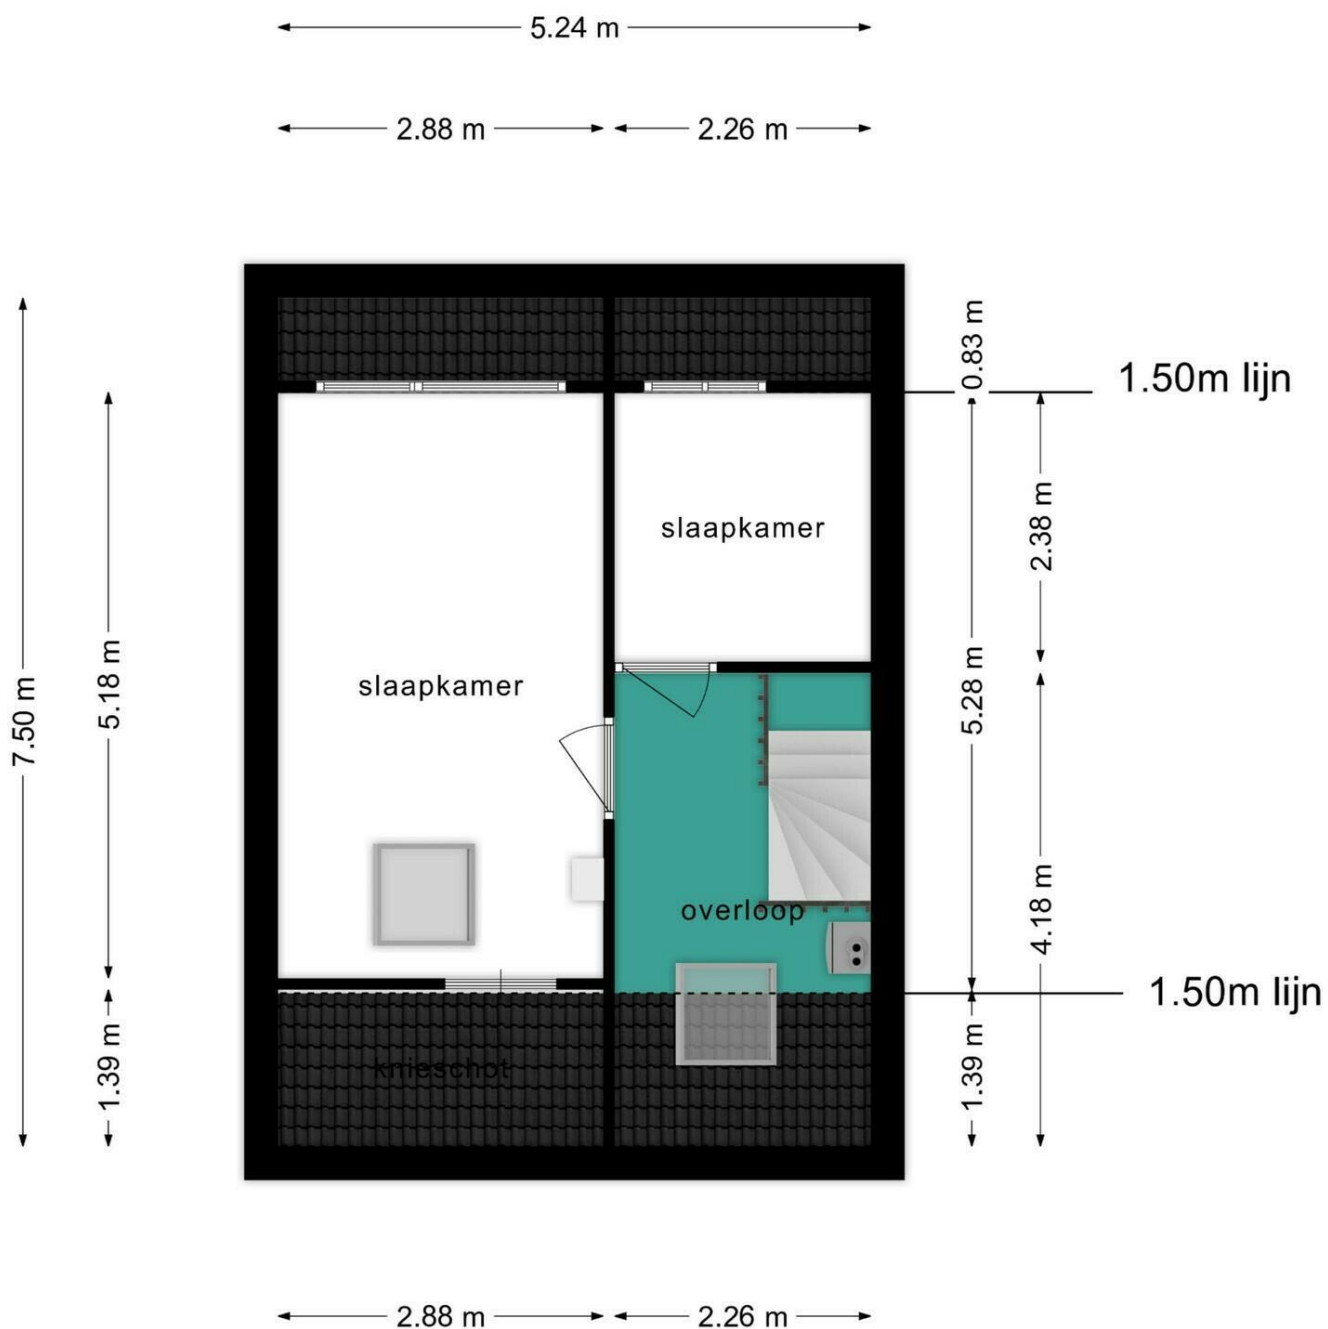 5.24 m
2.88 m
2.26 m
0.83 m
1.50m lijn
2.38 m
slaapkamer
5.18 m
5.28 m
slaapkamer
7.50 m
4.18 m
overloop
1.50m lijn
1.39 m
knieschot
1.39 m
2.88 m
2.26 m